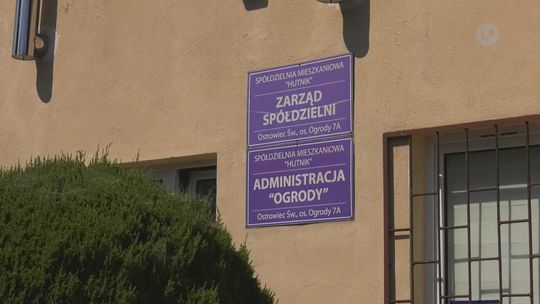 SPÓŁDZIELNIA MIESZKANIOWA
"HUTNIK"
ZARZĄD
SPÓŁDZIELNI
Ostrowiec Św., os. Ogrody 7A
SPÓŁDZIELNIA MIESZKANIOWA
"HUTNIK"
ADMINISTRACJA
"OGRODY"
Ostrowiec Św., os. Ogrody 7A